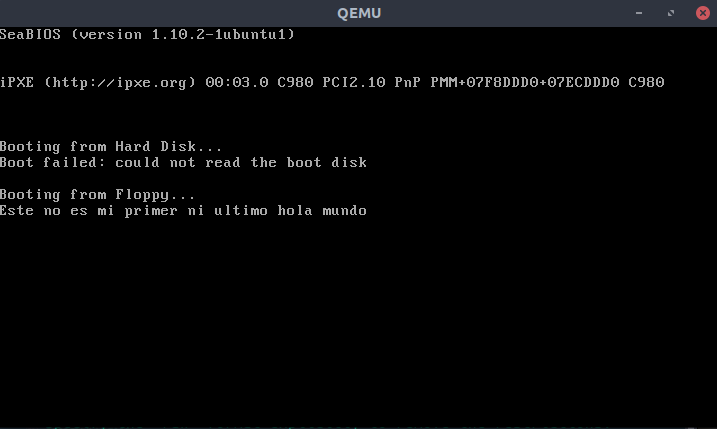 QEMU
SeaBIOS (version 1.10.2-1ubuntu1)
iPXE (http://ipxe.org) 00:03.0 C980 PCI2.10 PnP PMM+07F8DDD0+07ECDDD0 C980
Booting from Hard Disk...
Boot failed: could not read the boot disk
Booting from Floppy...
Este no es mi primer ni ultimo hola mundo